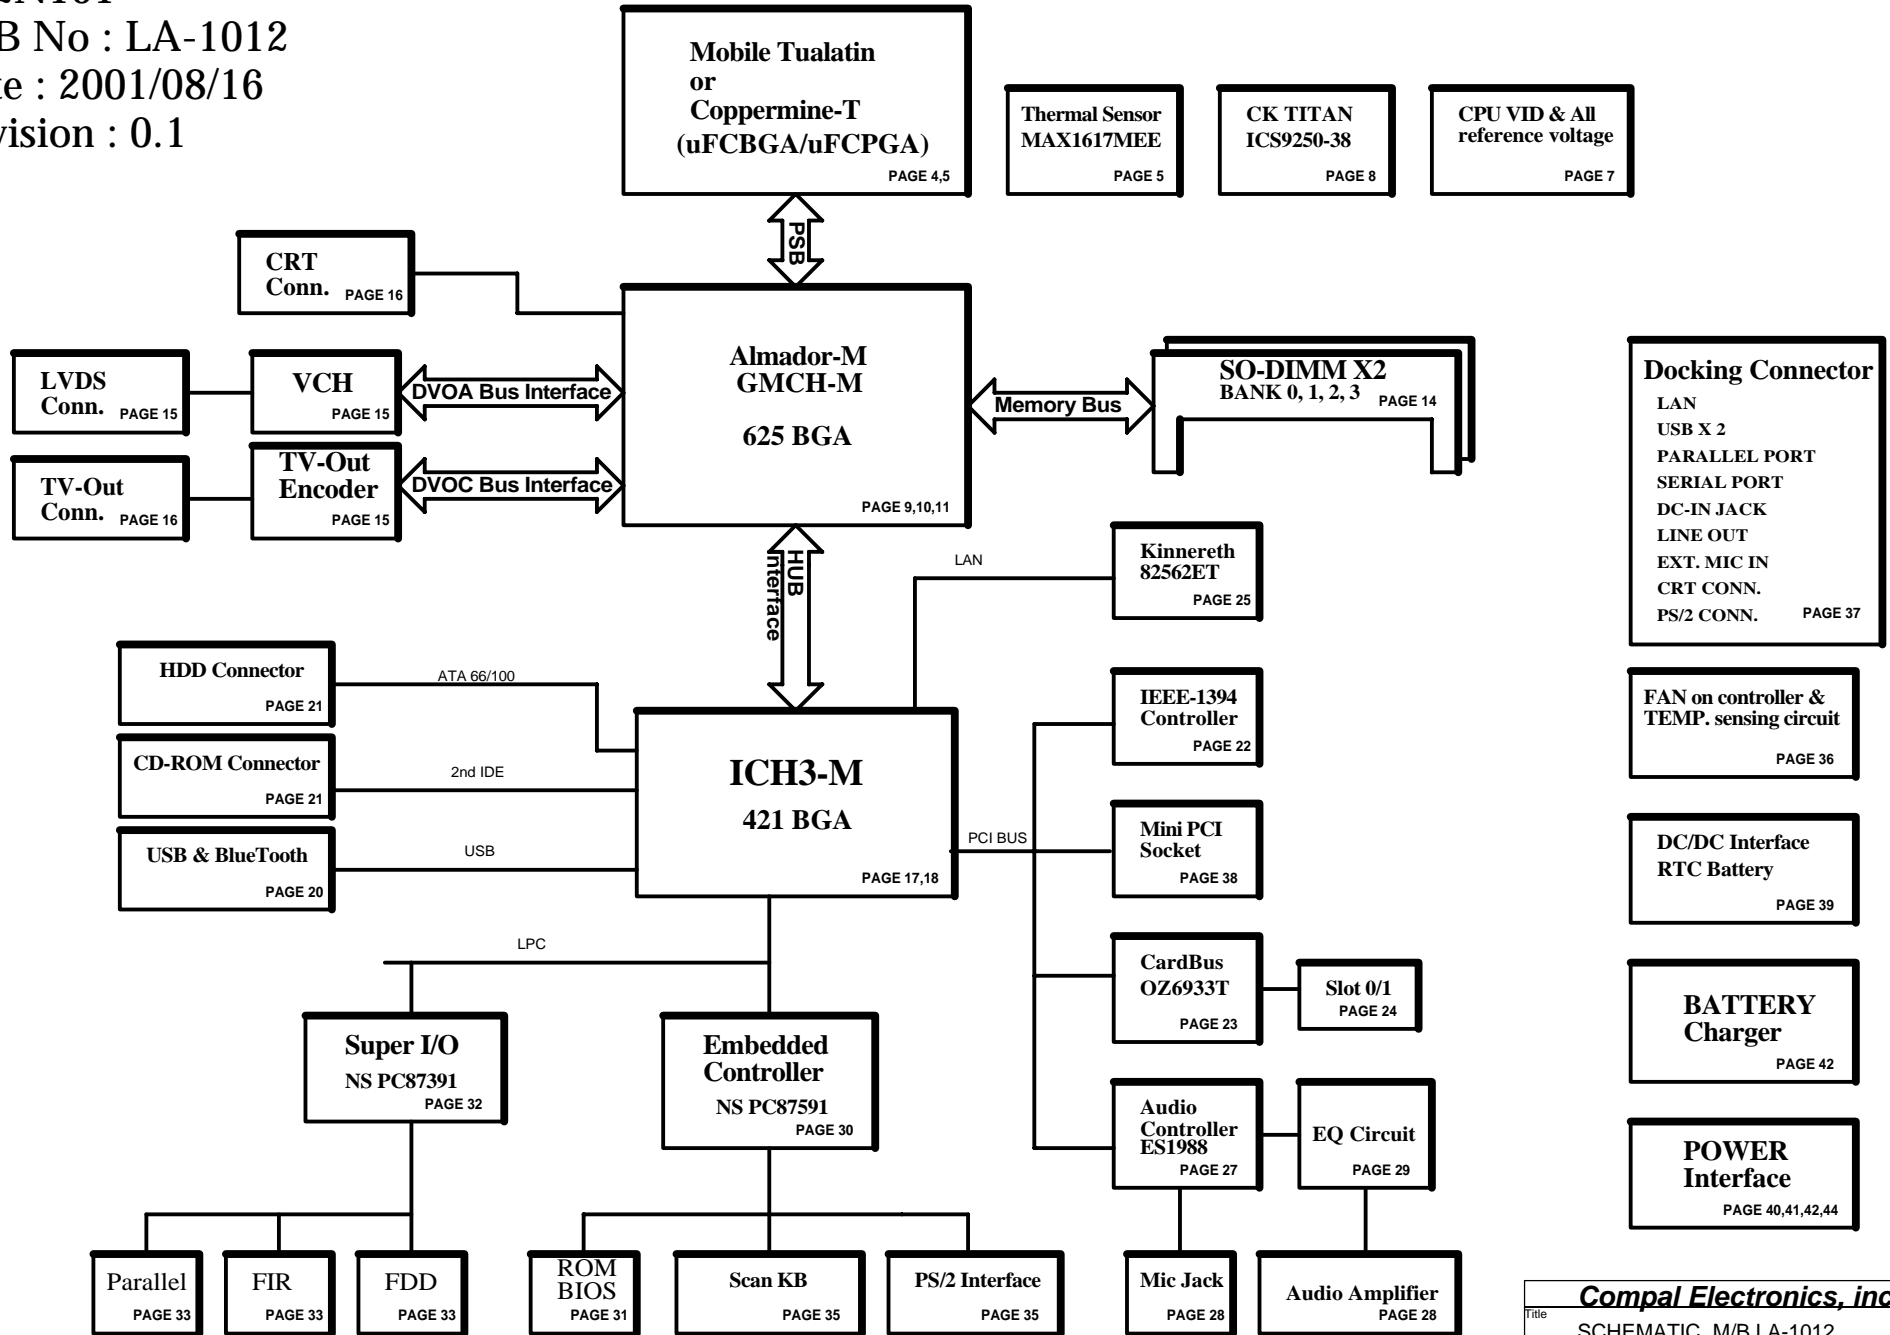 B No : LA-1012
te : 2001/08/16
vision : 0.1
Mobile Tualatin
or
Coppermine-T
(uFCBGA/uFCPGA)
PAGE 4,5
Thermal Sensor
MAX1617MEE
PAGE 5
CK TITAN
ICS9250-38
PAGE 8
CPU VID & All
reference voltage
PAGE 7
PSB
CRT
Conn. PAGE 16
Almador-M
GMCH-M
625 BGA
PAGE 9,10,11
LVDS
Conn. PAGE 15
VCH
PAGE 15
DVOA Bus Interface
TV-Out
Conn. PAGE 16
TV-Out
Encoder
PAGE 15
DVOC Bus Interface
Memory Bus
SO-DIMM X2
BANK 0, 1, 2, 3 PAGE 14
Docking Connector
LAN
USB X 2
PARALLEL PORT
SERIAL PORT
DC-IN JACK
LINE OUT
EXT. MIC IN
CRT CONN.
PS/2 CONN. PAGE 37
HUB
nterface
LAN
Kinnereth
82562ET
PAGE 25
HDD Connector
PAGE 21
ATA 66/100
CD-ROM Connector
PAGE 21
2nd IDE
USB & BlueTooth
PAGE 20
USB
ICH3-M
421 BGA
PAGE 17,18
PCI BUS
IEEE-1394
Controller
PAGE 22
Mini PCI
Socket
PAGE 38
CardBus
OZ6933T
PAGE 23
Slot 0/1
PAGE 24
Audio
Controller
ES1988
PAGE 27
EQ Circuit
PAGE 29
FAN on controller &
TEMP. sensing circuit
PAGE 36
DC/DC Interface
RTC Battery
PAGE 39
BATTERY
Charger
PAGE 42
POWER
Interface
PAGE 40,41,42,44
LPC
Super I/O
NS PC87391
PAGE 32
Embedded
Controller
NS PC87591
PAGE 30
Parallel
PAGE 33
FIR
PAGE 33
FDD
PAGE 33
ROM
BIOS
PAGE 31
Scan KB
PAGE 35
PS/2 Interface
PAGE 35
Mic Jack
PAGE 28
Audio Amplifier
PAGE 28
Compal Electronics, inc
Title
SCHEMATIC, M/B LA-1012